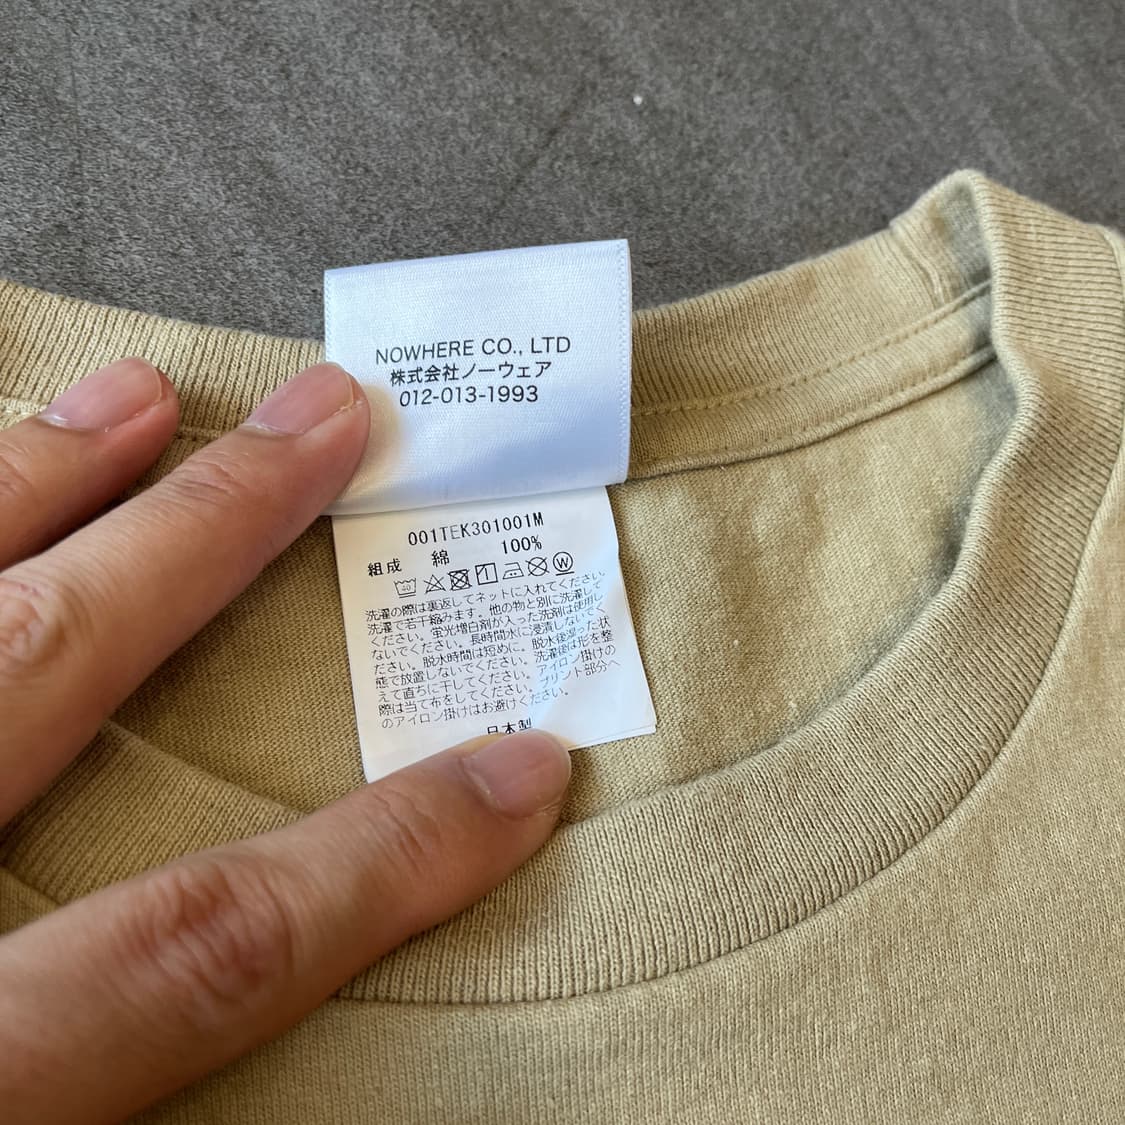 NOWHERE CO., LTD
株式会社ノーウェア
012-013-1993
001TEK301001M
組成 綿 100%
40 W
洗濯の際は裏返してネットに入れてください。
洗濯で若干縮みます。他の物と別に洗濯して
ください。蛍光増白剤が入った洗剤は使用し
ないでください。長時間水に浸漬しないでく
ださい。脱水時間は短めに、脱水後湿った状
態で放置しないでください。洗濯後は形を整
えて直ちに干してください。アイロン掛けの
際は当て布をしてください。プリント部分へ
のアイロン掛けはお避けください。
日本製